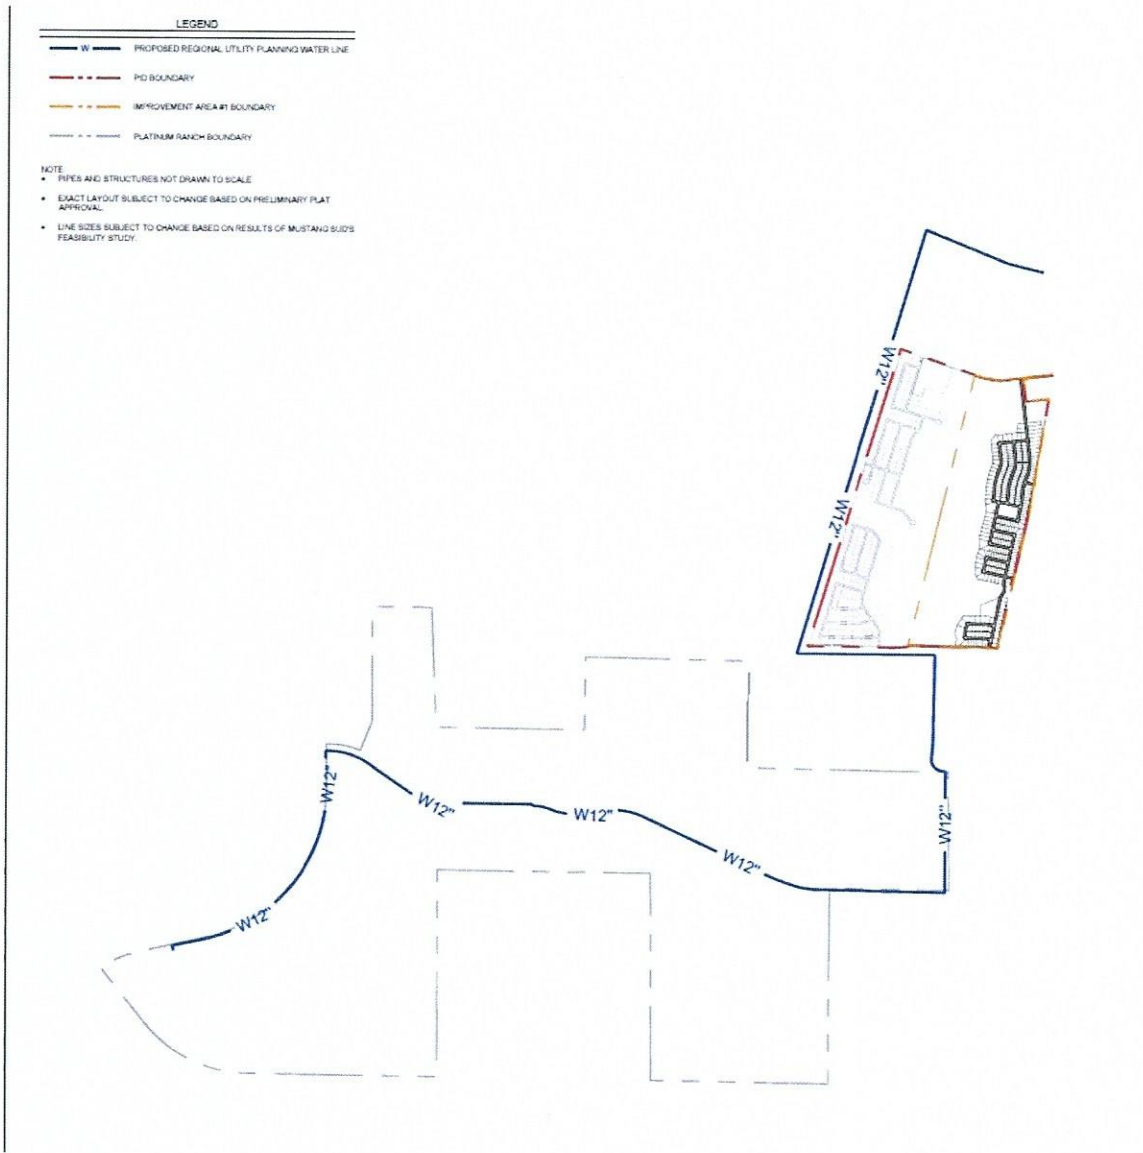 LEGEND
W PROPOSED REGIONAL UTILITY PLANNING WATER LINE
PID BOUNDARY
IMPROVEMENT AREA #1 BOUNDARY
PLATINUM RANCH BOUNDARY
NOTE
• PIPES AND STRUCTURES NOT DRAWN TO SCALE
• EXACT LAYOUT SUBJECT TO CHANGE BASED ON PRELIMINARY PLAT
APPROVAL.
• LINE SIZES SUBJECT TO CHANGE BASED ON RESULTS OF MUSTANG SUD'S
FEASIBILITY STUDY.
W12"
W12"
W12"
W12"
W12"
W12"
W12"
W12"